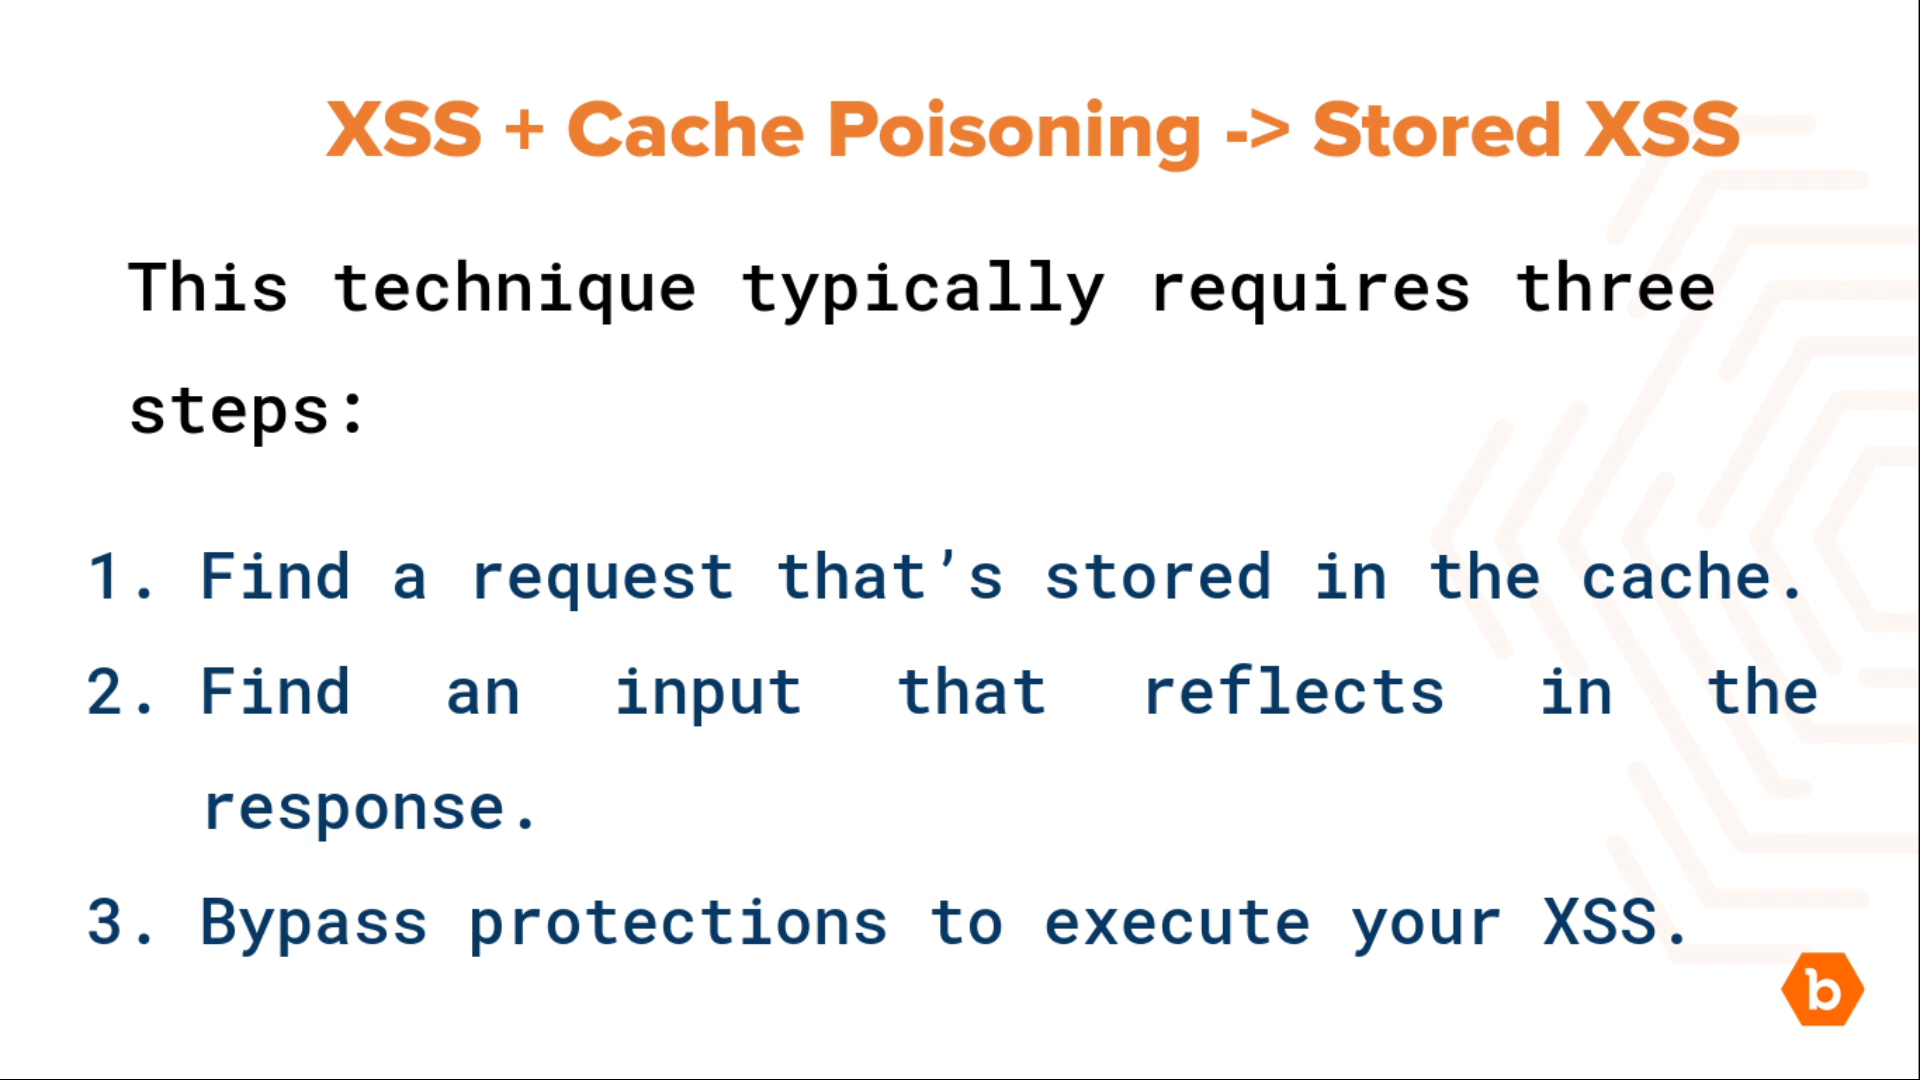 XSS + Cache Poisoning -> Stored XSS
This technique typically requires three
steps:
1. Find a request that’s stored in the cache.
2. Find an input that reflects in the
response.
3. Bypass protections to execute your XSS.
b